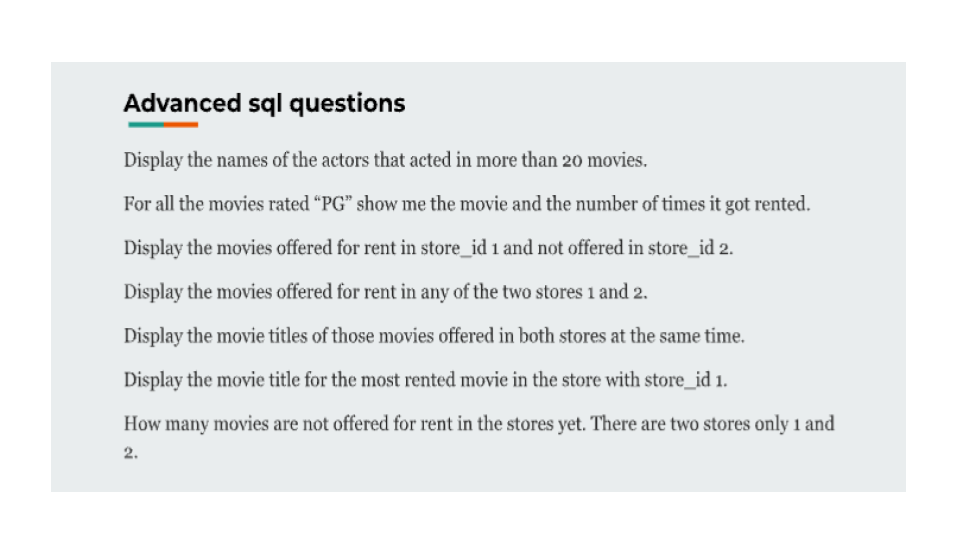 Advanced sql questions
Display the names of the actors that acted in more than 20 movies.
For all the movies rated “PG” show me the movie and the number of times it got rented.
Display the movies offered for rent in store_id 1 and not offered in store_id 2.
Display the movies offered for rent in any of the two stores 1 and 2.
Display the movie titles of those movies offered in both stores at the same time.
Display the movie title for the most rented movie in the store with store_id 1.
How many movies are not offered for rent in the stores yet. There are two stores only 1 and
2.